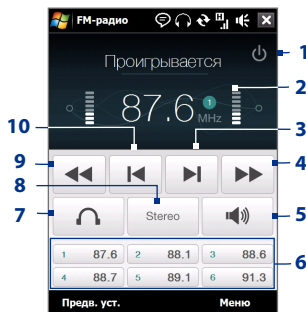 FM-радио
Проигрывается
1
2
87.6 1
MHz
10
3
9
8
4
7
Stereo
5
1 87.6 2 88.1 3 88.6
6
4 88.7 5 89.1 6 91.3
Предв. уст. Меню